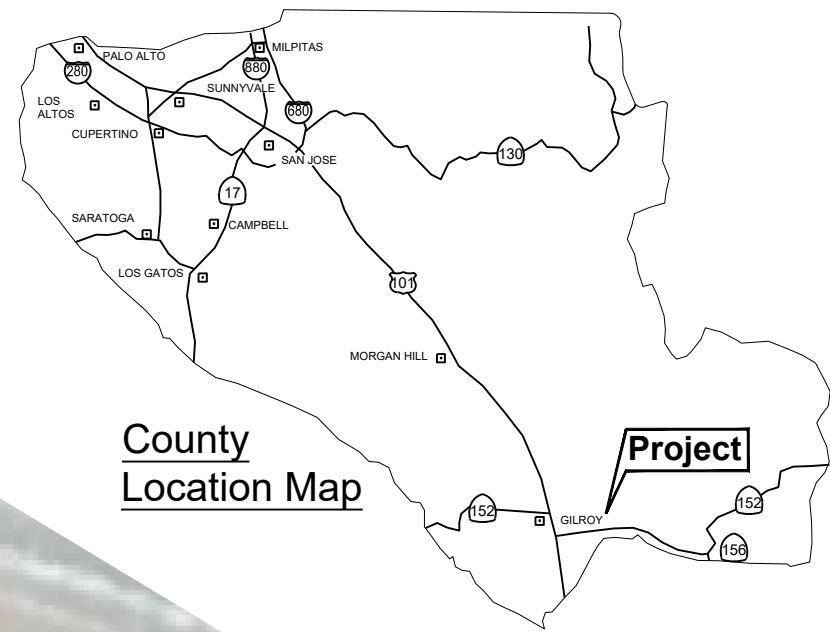 PALO ALTO
MILPITAS
280
880
SUNNYVALE
LOS
ALTOS
680
CUPERTINO
SAN JOSE
130
17
SARATOGA
CAMPBELL
LOS GATOS
101
MORGAN HILL
County
Location Map
Project
152
GILROY
152
156